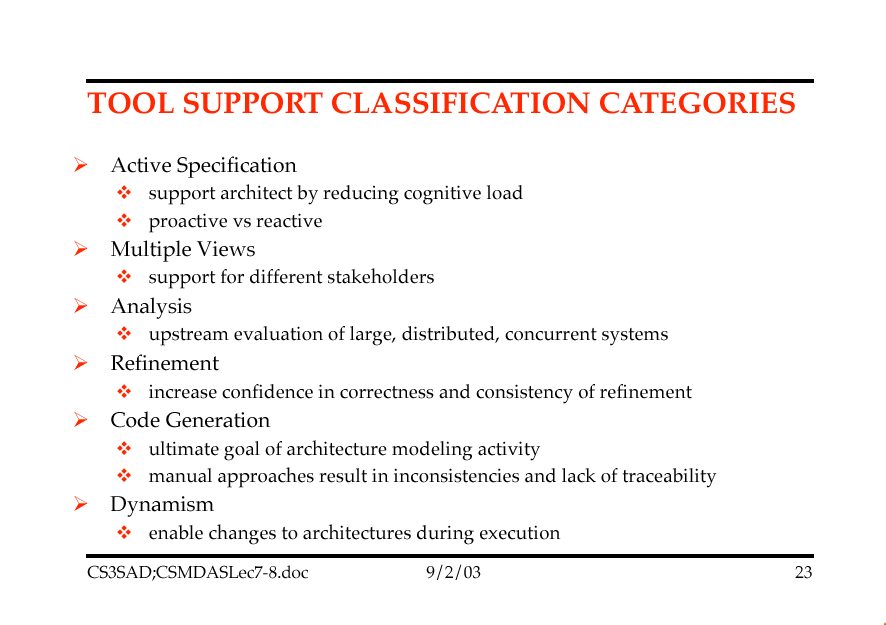 TOOL SUPPORT CLASSIFICATION CATEGORIES
Active Specification
support architect by reducing cognitive load
proactive vs reactive
Multiple Views
support for different stakeholders
Analysis
upstream evaluation of large, distributed, concurrent systems
Refinement
increase confidence in correctness and consistency of refinement
Code Generation
ultimate goal of architecture modeling activity
manual approaches result in inconsistencies and lack of traceability
Dynamism
enable changes to architectures during execution
CS3SAD;CSMDASLec7-8.doc 9/2/03 23